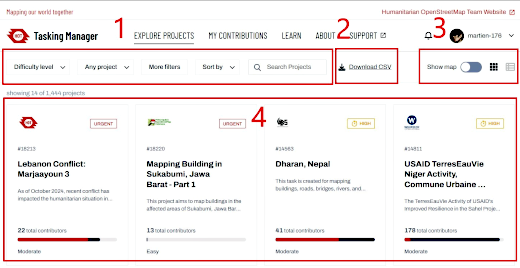 Mapping our world together
Humanitarian OpenStreetMap Team Website
1
2
3
HOT
Tasking Manager
EXPLORE PROJECTS
MY CONTRIBUTIONS
LEARN
ABOUT
SUPPORT
martien-176
Difficulty level
Any project
More filters
Sort by
Search Projects
Download CSV
Show map
showing 14 of 1,444 projects
4
URGENT
#18213
Lebanon Conflict:
Marjaayoun 3
As of October 2024, recent conflict has
impacted the humanitarian situation in...
22 total contributors
Moderate
URGENT
#18220
Mapping Building in
Sukabumi, Jawa
Barat - Part 1
This project aims to map buildings in the
affected areas of Sukabumi, Jawa Bar...
13 total contributors
Easy
HIGH
#14563
Dharan, Nepal
This task is created for mapping
buildings, roads, bridges, rivers, and...
41 total contributors
Moderate
HIGH
#14811
USAID TerresEauVie
Niger Activity,
Commune Urbaine ...
The TerresEauVie Activity of USAID's
Improved Resilience in the Sahel Proje...
178 total contributors
Moderate